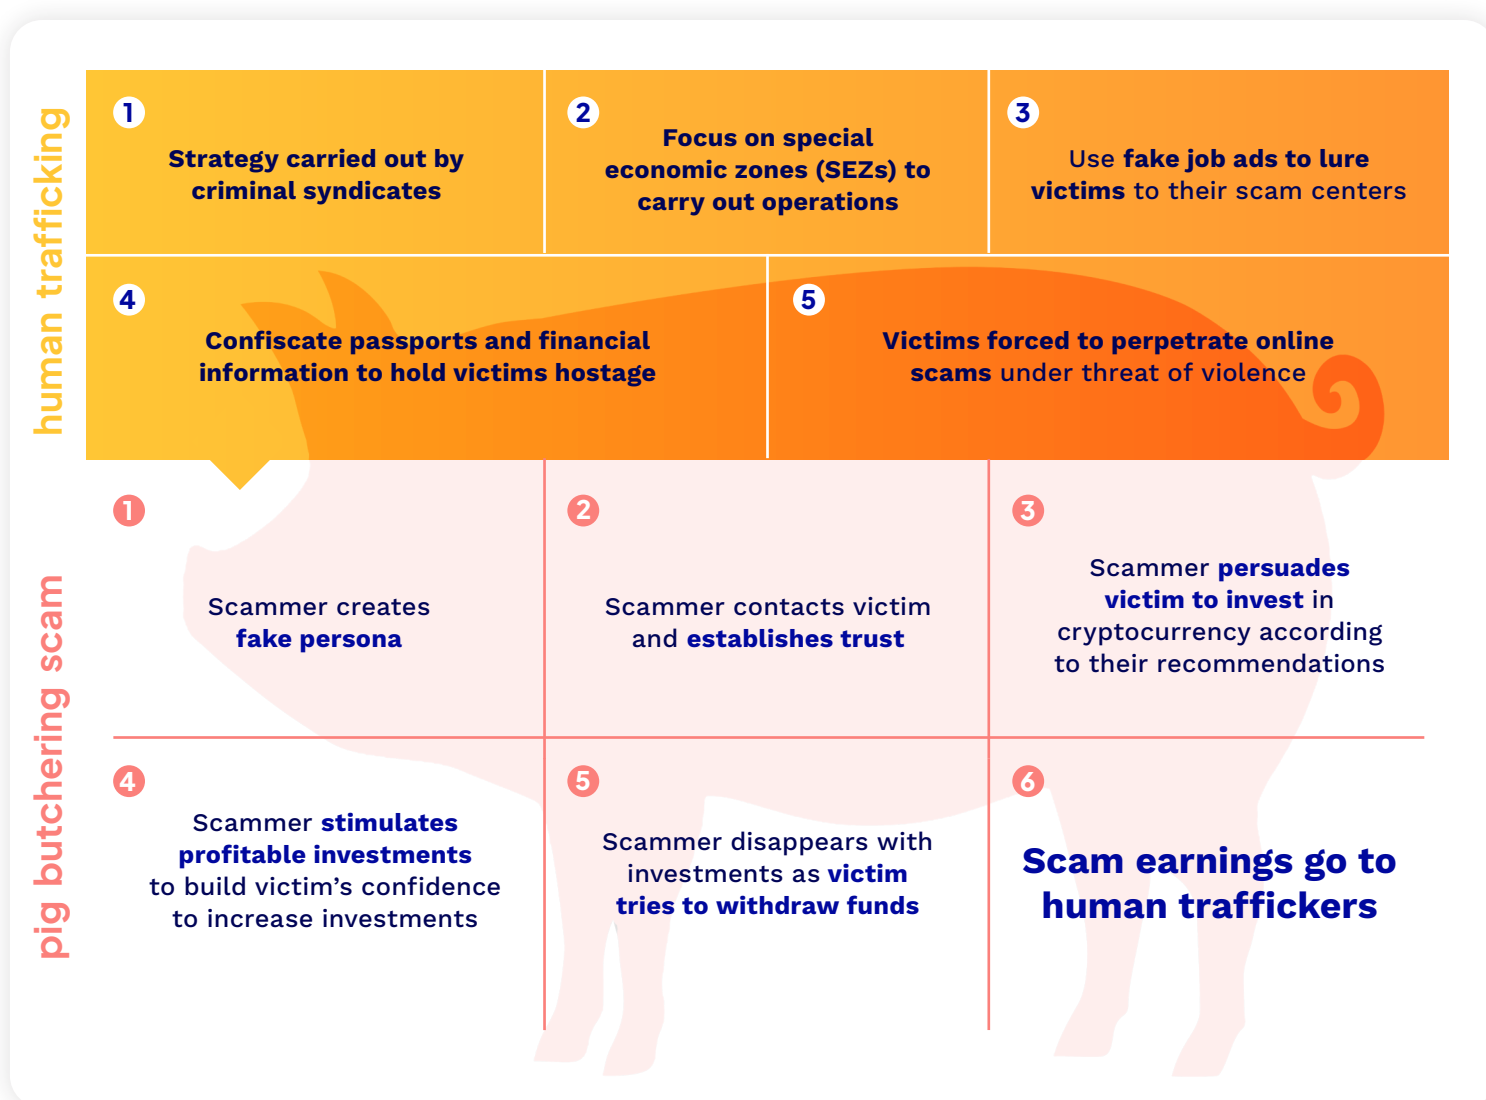 human trafficking
1
Strategy carried out by
criminal syndicates
2
Focus on special
economic zones (SEZs) to
carry out operations
3
Use fake job ads to lure
victims to their scam centers
4
Confiscate passports and financial
information to hold victims hostage
5
Victims forced to perpetrate online
scams under threat of violence
pig butchering scam
1
Scammer creates
fake persona
2
Scammer contacts victim
and establishes trust
3
Scammer persuades
victim to invest in
cryptocurrency according
to their recommendations
4
Scammer stimulates
profitable investments
to build victim’s confidence
to increase investments
5
Scammer disappears with
investments as victim
tries to withdraw funds
6
Scam earnings go to
human traffickers